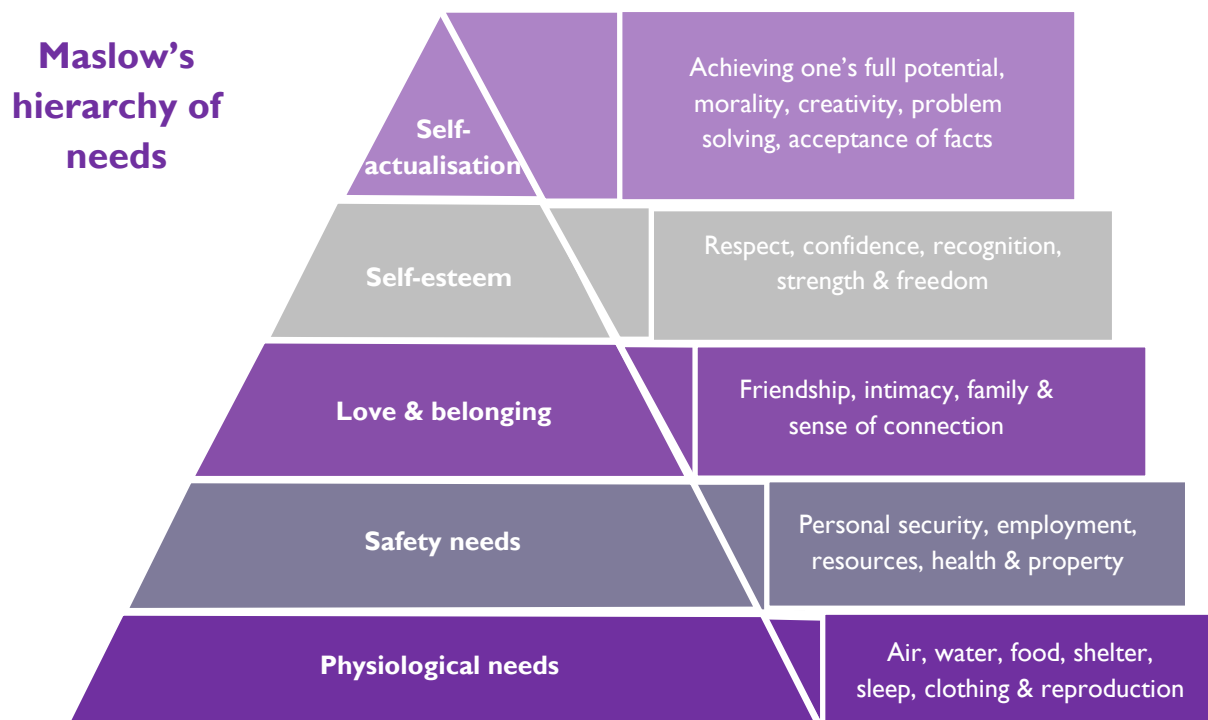 Maslow’s
hierarchy of
needs
Self-
actualisation
Achieving one’s full potential,
morality, creativity, problem
solving, acceptance of facts
Self-esteem
Respect, confidence, recognition,
strength & freedom
Love & belonging
Friendship, intimacy, family &
sense of connection
Safety needs
Personal security, employment,
resources, health & property
Physiological needs
Air, water, food, shelter,
sleep, clothing & reproduction